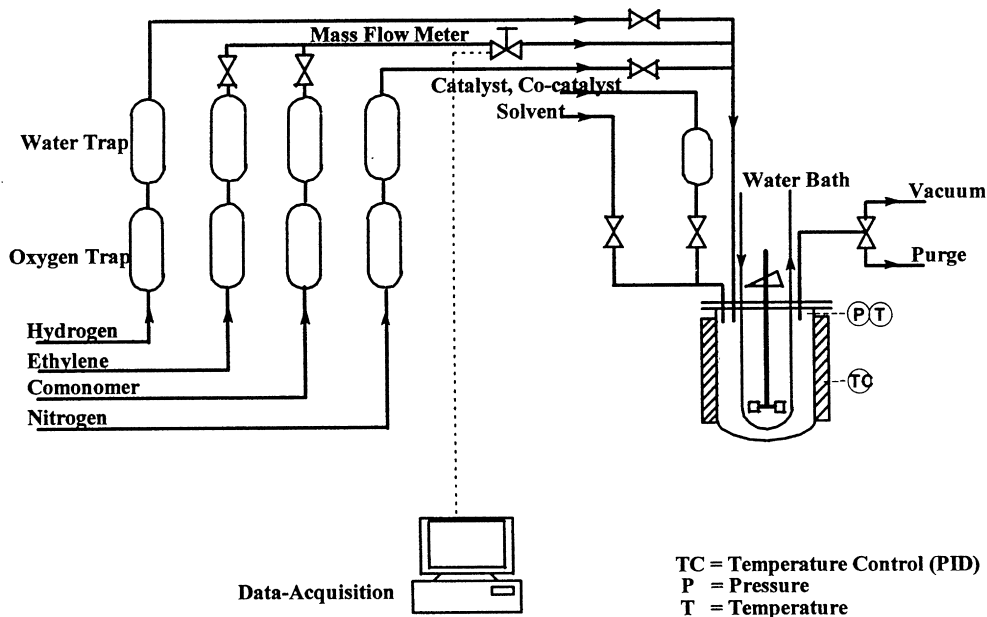 Mass Flow Meter
Catalyst, Co-catalyst
Solvent
Water Trap
Water Bath
Vacuum
Oxygen Trap
Purge
Hydrogen
P T
Ethylene
TC
Comonomer
Nitrogen
Data-Acquisition
TC = Temperature Control (PID)
P = Pressure
T = Temperature